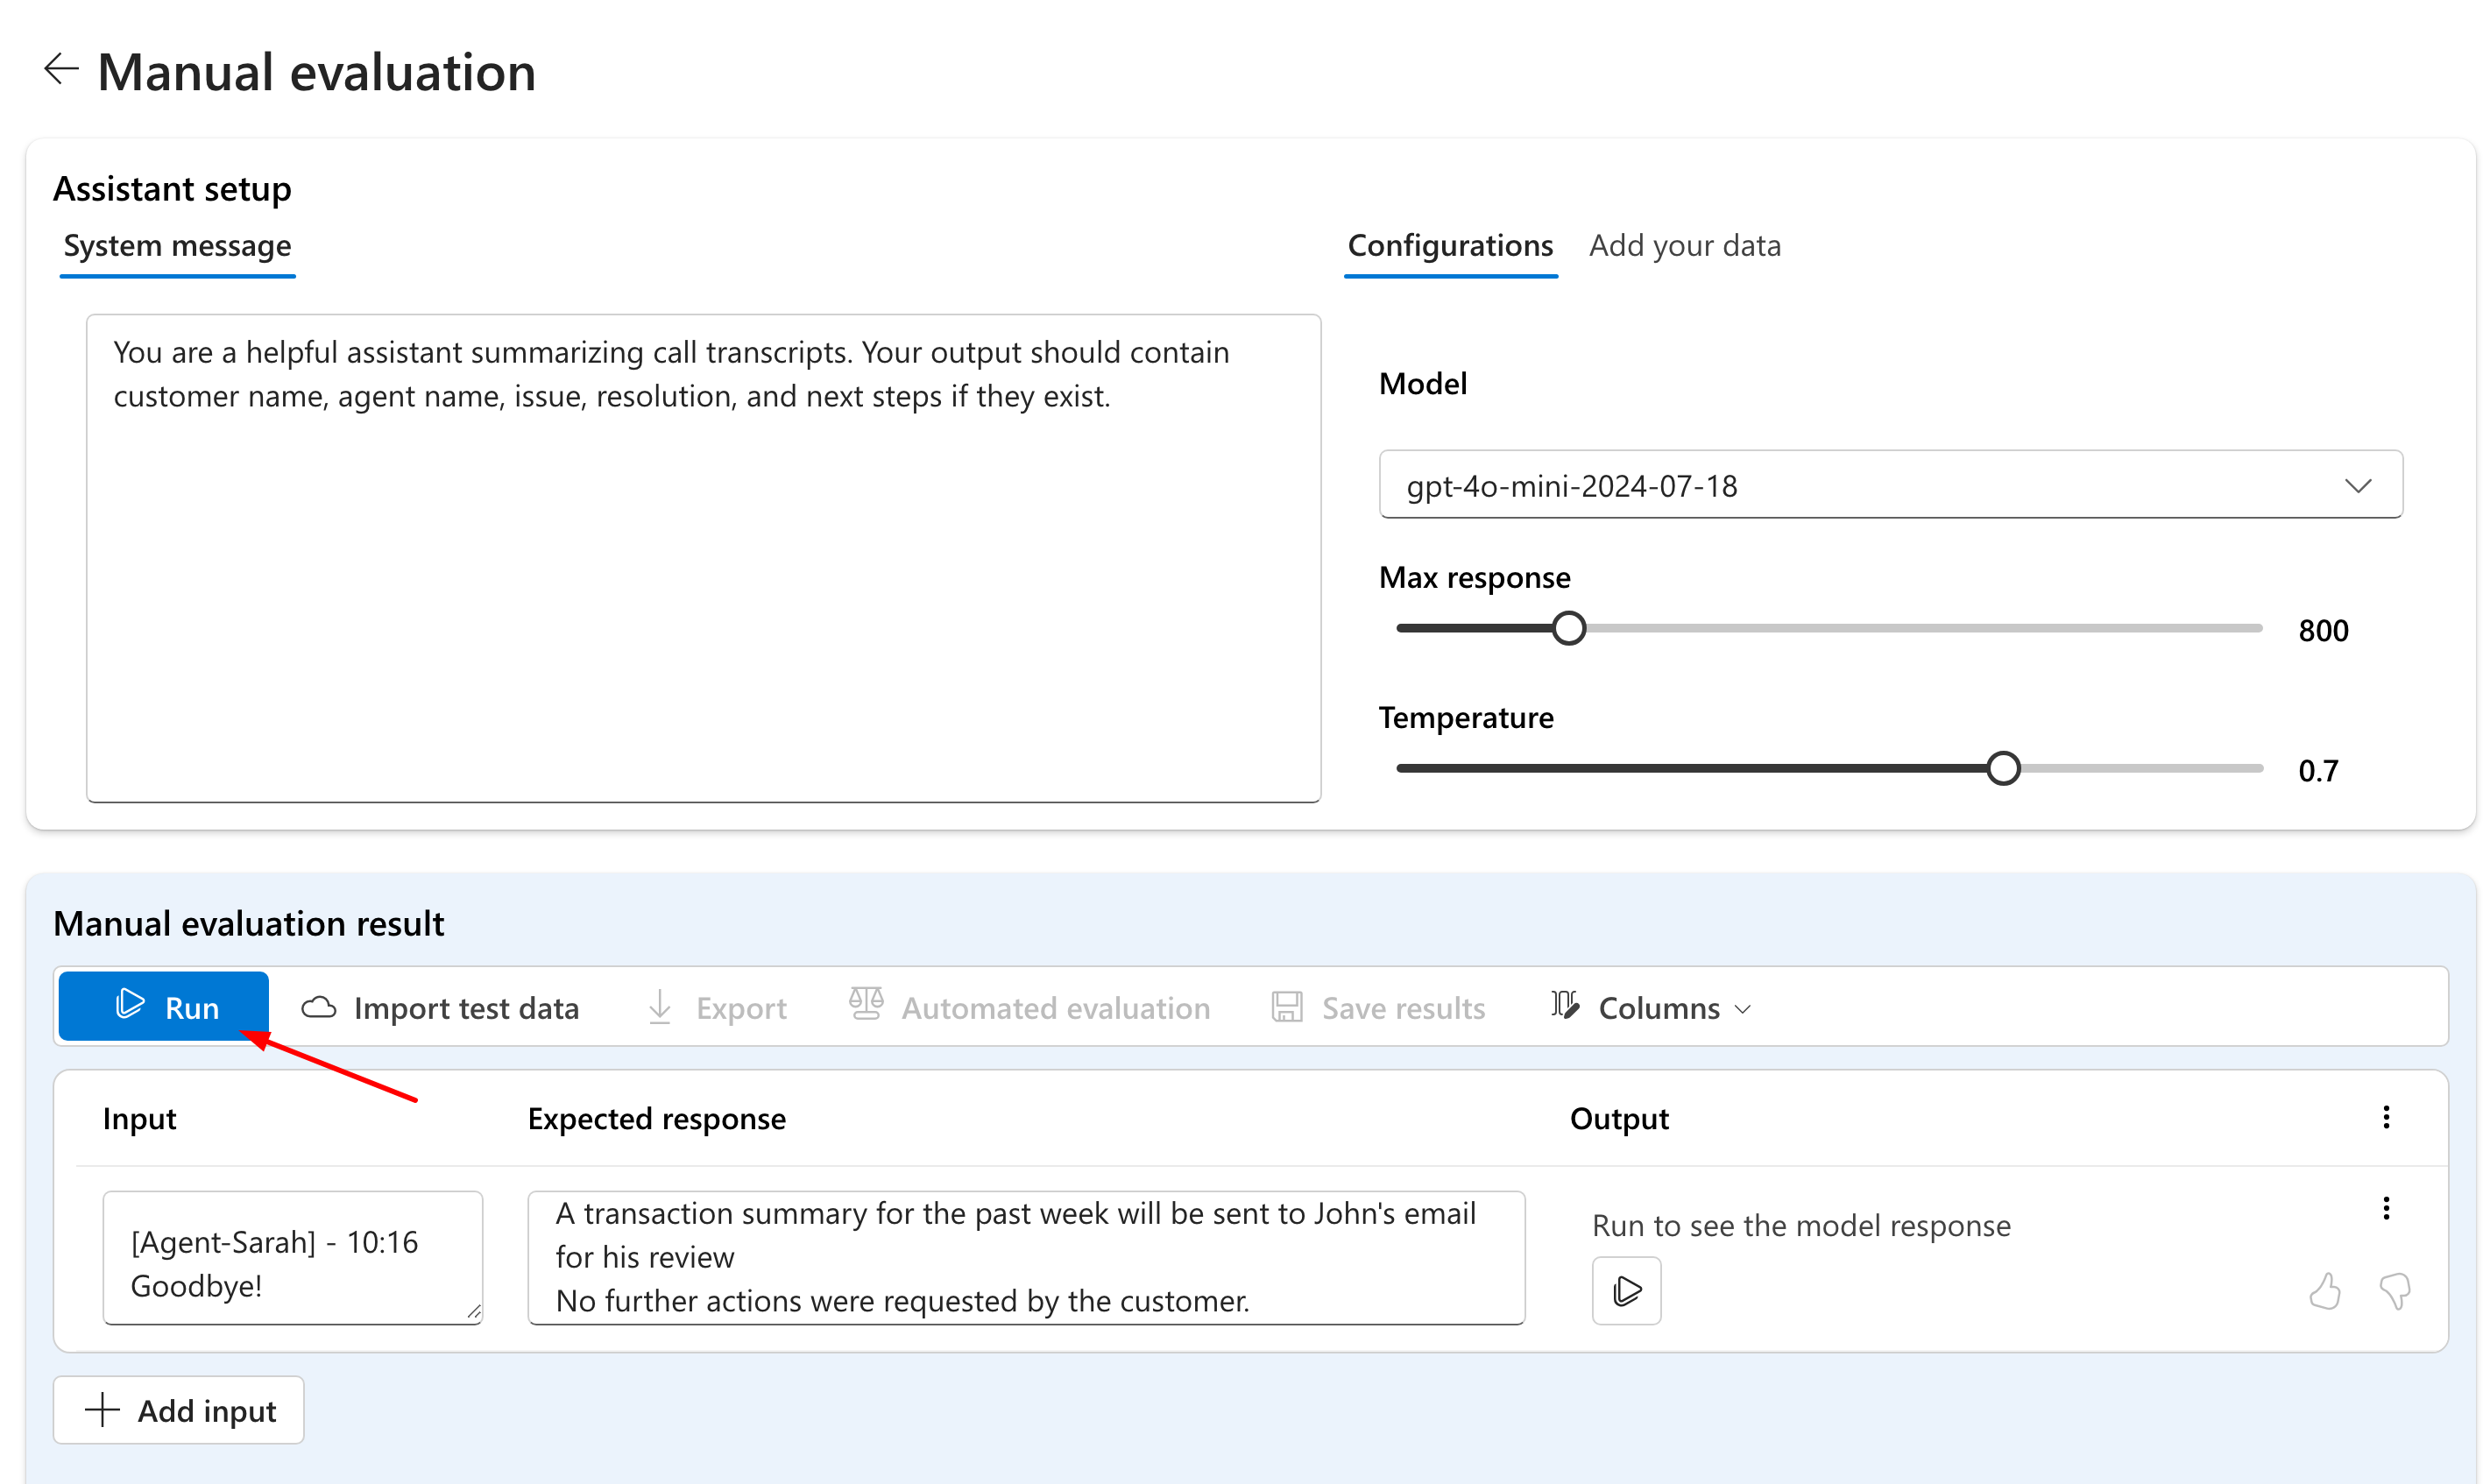 Manual evaluation
Assistant setup
System message
Configurations
Add your data
You are a helpful assistant summarizing call transcripts. Your output should contain
customer name, agent name, issue, resolution, and next steps if they exist.
Model
gpt-4o-mini-2024-07-18
Max response
800
Temperature
0.7
Manual evaluation result
Run
Import test data
Export
Automated evaluation
Save results
Columns
Input
Expected response
Output
[Agent-Sarah] - 10:16
Goodbye!
A transaction summary for the past week will be sent to John's email
for his review
No further actions were requested by the customer.
Run to see the model response
Add input